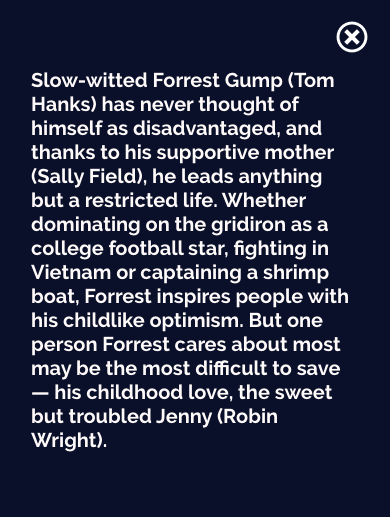 Slow-witted Forrest Gump (Tom
Hanks) has never thought of
himself as disadvantaged, and
thanks to his supportive mother
(Sally Field), he leads anything
but a restricted life. Whether
dominating on the gridiron as a
college football star, fighting in
Vietnam or captaining a shrimp
boat, Forrest inspires people with
his childlike optimism. But one
person Forrest cares about most
may be the most difficult to save
— his childhood love, the sweet
but troubled Jenny (Robin
Wright).